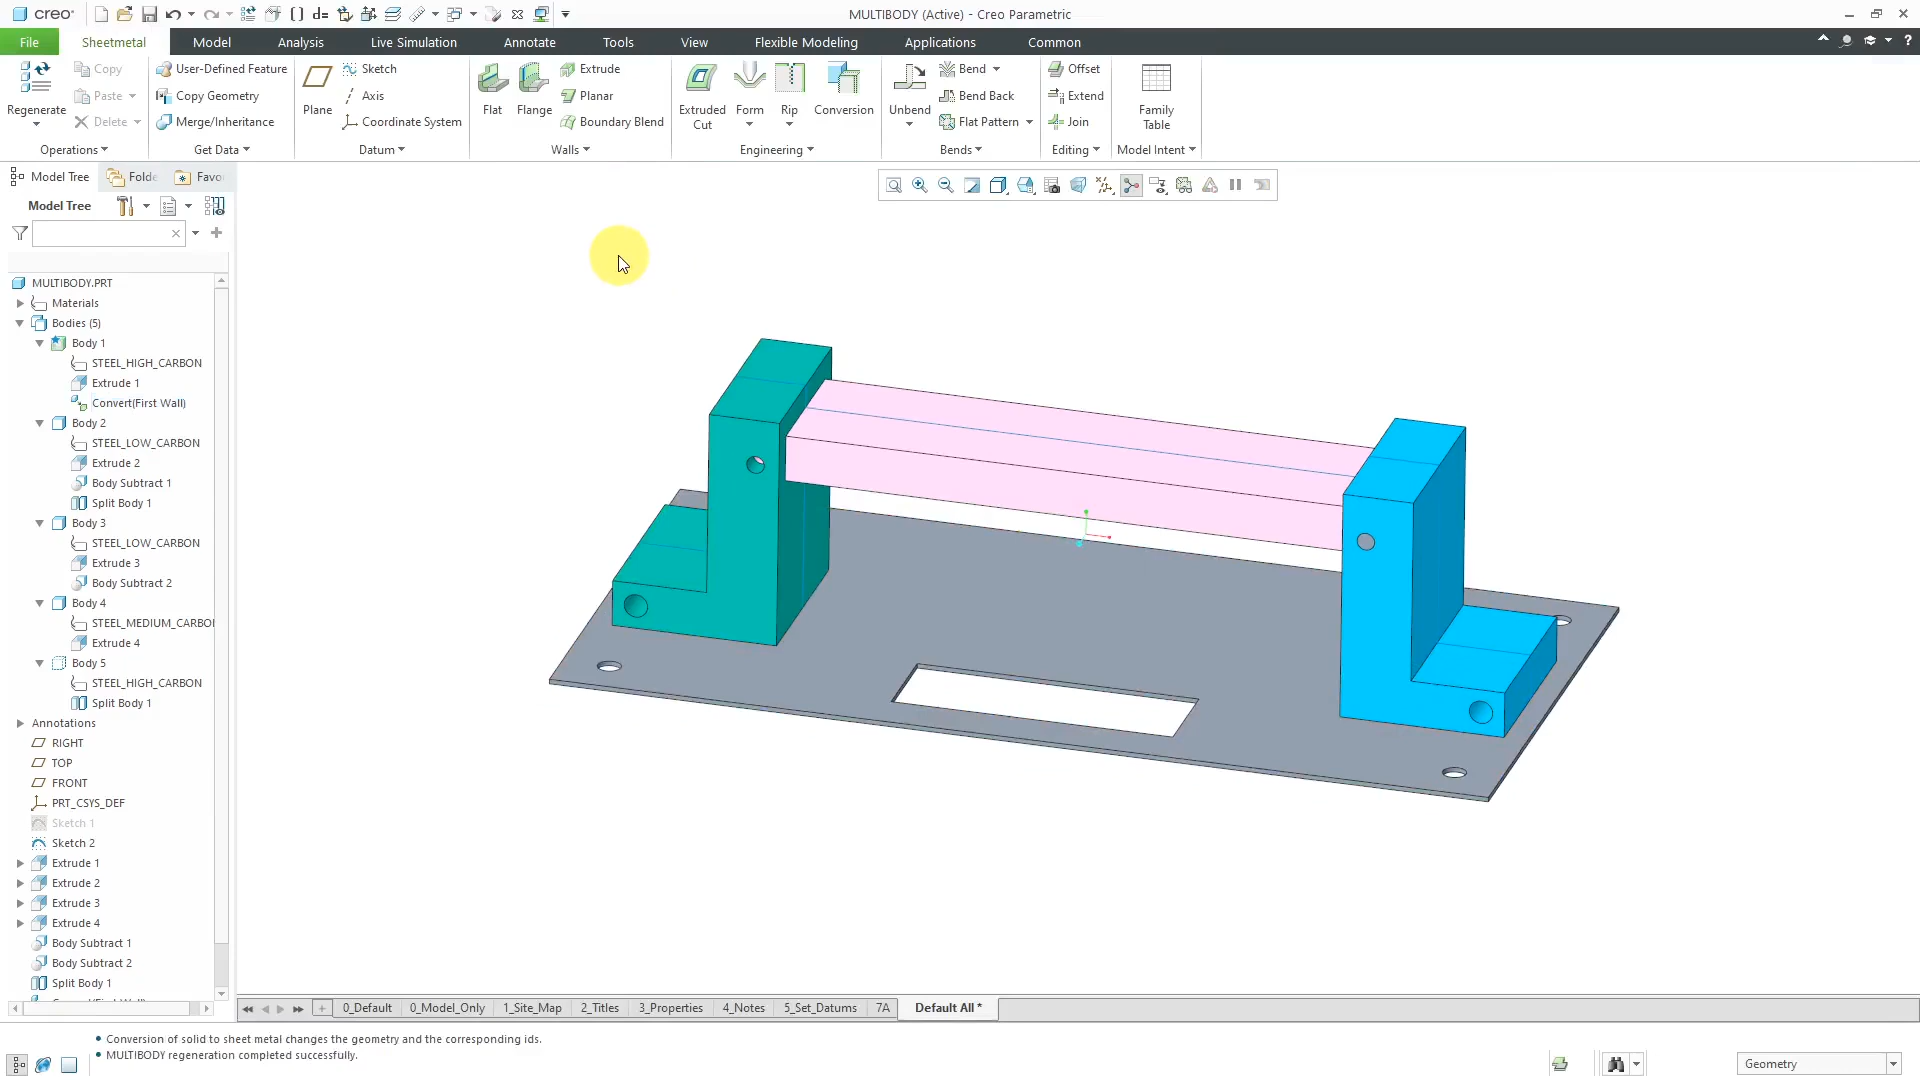 creo
MULTIBODY (Active) - Creo Parametric
File Sheetmetal Model Analysis Live Simulation Annotate Tools View Flexible Modeling Applications Common
Regenerate
Copy
Paste
Delete
Operations
User-Defined Feature
Copy Geometry
Merge/Inheritance
Get Data
Plane
Sketch
Axis
Coordinate System
Datum
Flat
Flange
Extrude
Planar
Boundary Blend
Walls
Extruded Cut
Form
Rip
Conversion
Engineering
Unbend
Bend
Bend Back
Flat Pattern
Bends
Offset
Extend
Join
Editing
Family Table
Model Intent
Model Tree Folde Favo
Model Tree
MULTIBODY.PRT
Materials
Bodies (5)
Body 1
STEEL_HIGH_CARBON
Extrude 1
Convert(First Wall)
Body 2
STEEL_LOW_CARBON
Extrude 2
Body Subtract 1
Split Body 1
Body 3
STEEL_LOW_CARBON
Extrude 3
Body Subtract 2
Body 4
STEEL_MEDIUM_CARBO
Extrude 4
Body 5
STEEL_HIGH_CARBON
Split Body 1
Annotations
RIGHT
TOP
FRONT
PRT_CSYS_DEF
Sketch 1
Sketch 2
Extrude 1
Extrude 2
Extrude 3
Extrude 4
Body Subtract 1
Body Subtract 2
Split Body 1
0_Default 0_Model_Only 1_Site_Map 2_Titles 3_Properties 4_Notes 5_Set_Datums 7A Default All *
• Conversion of solid to sheet metal changes the geometry and the corresponding ids.
• MULTIBODY regeneration completed successfully.
Geometry